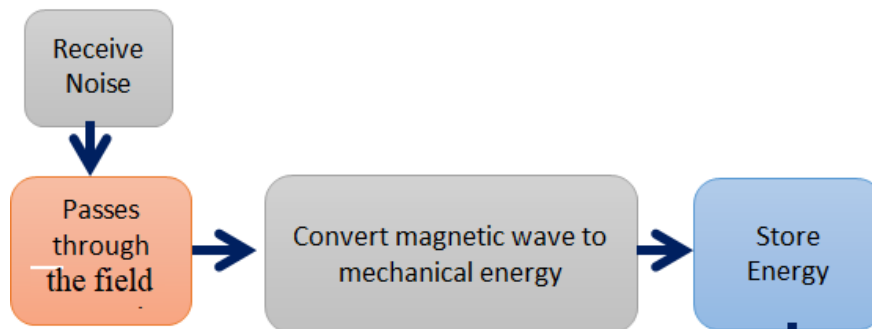 Receive
Noise
Passes
through
the field
Convert magnetic wave to
mechanical energy
Store
Energy